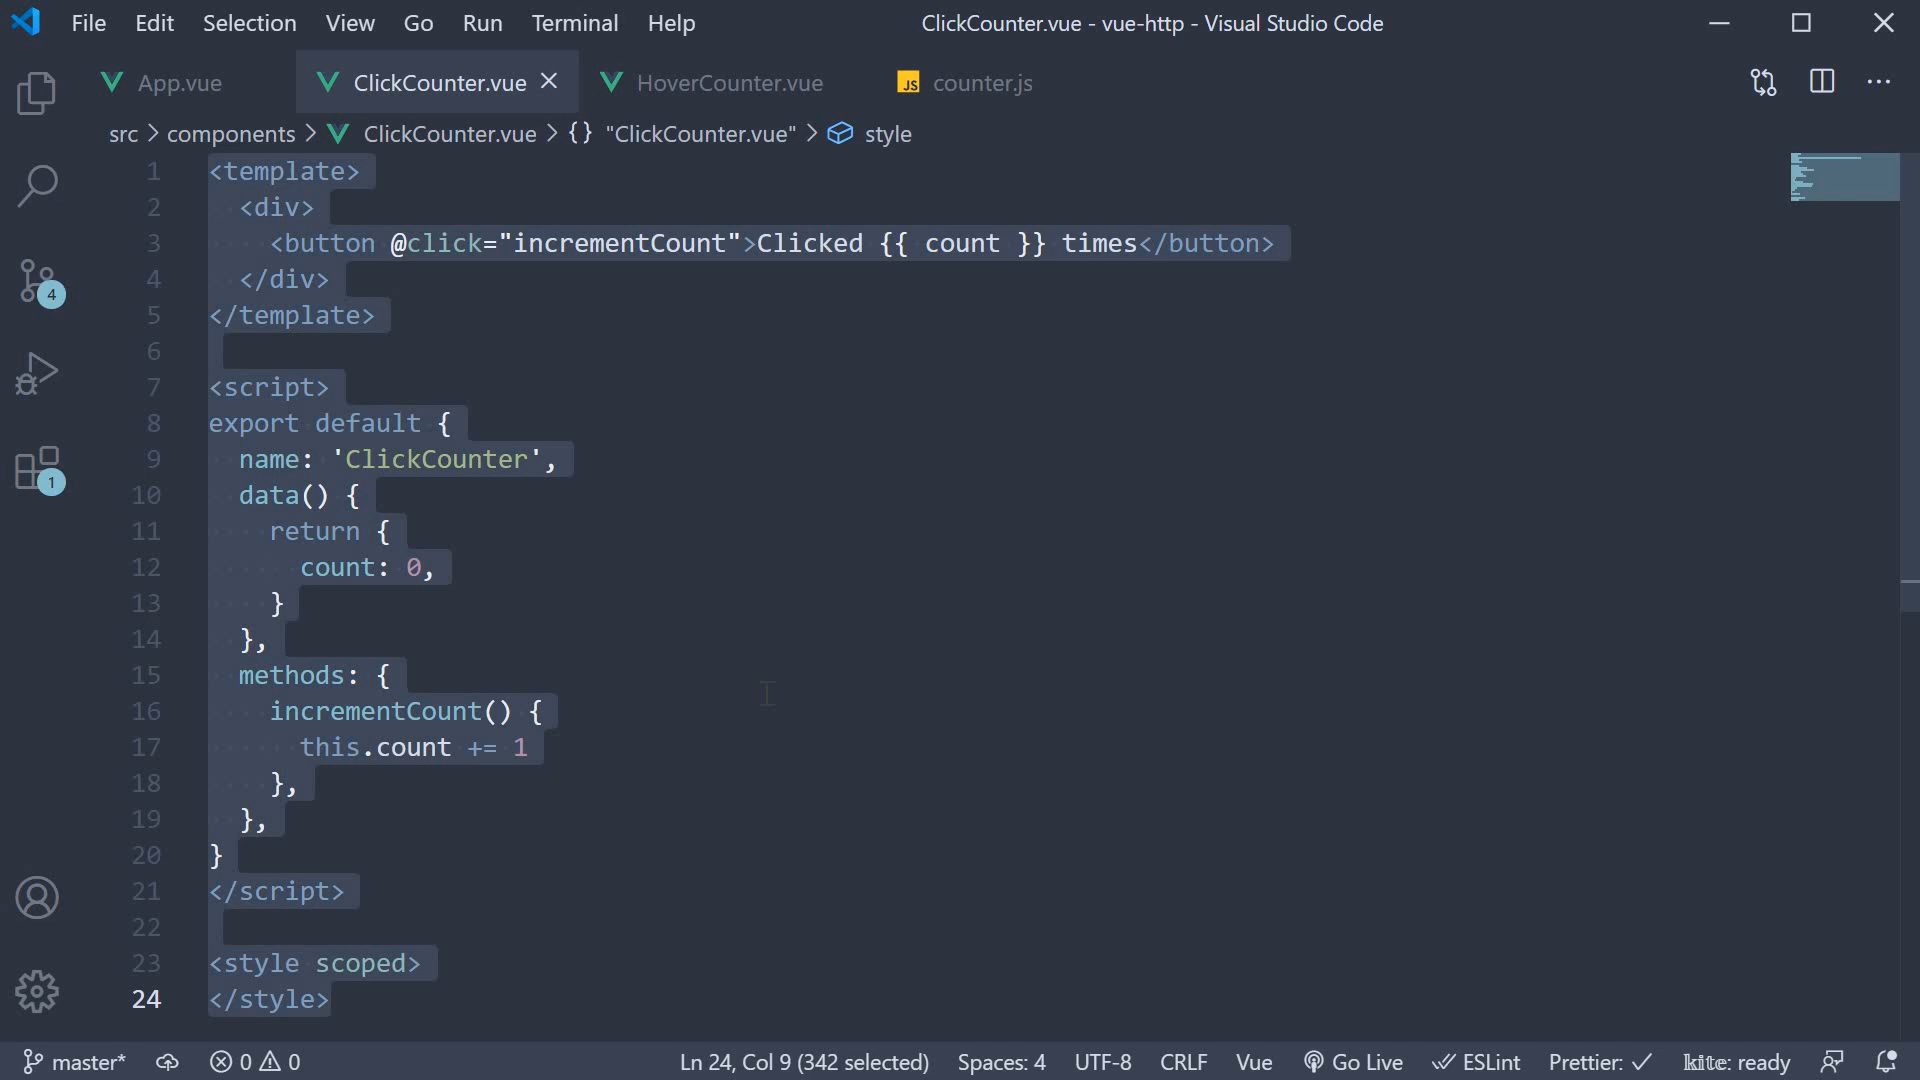 File Edit Selection View Go Run Terminal Help ClickCounter.vue - vue-http - Visual Studio Code
App.vue ClickCounter.vue HoverCounter.vue JS counter.js
src > components > ClickCounter.vue > {} "ClickCounter.vue" > style
1 <template>
2   <div>
3     <button @click="incrementCount">Clicked {{ count }} times</button>
4   </div>
5 </template>
6
7 <script>
8 export default {
9   name: 'ClickCounter',
10   data() {
11     return {
12       count: 0,
13     }
14   },
15   methods: {
16     incrementCount() {
17       this.count += 1
18     },
19   },
20 }
21 </script>
22
23 <style scoped>
24 </style>
4
1
master* 0 0 Ln 24, Col 9 (342 selected) Spaces: 4 UTF-8 CRLF Vue Go Live ESLint Prettier: ✓ kite: ready